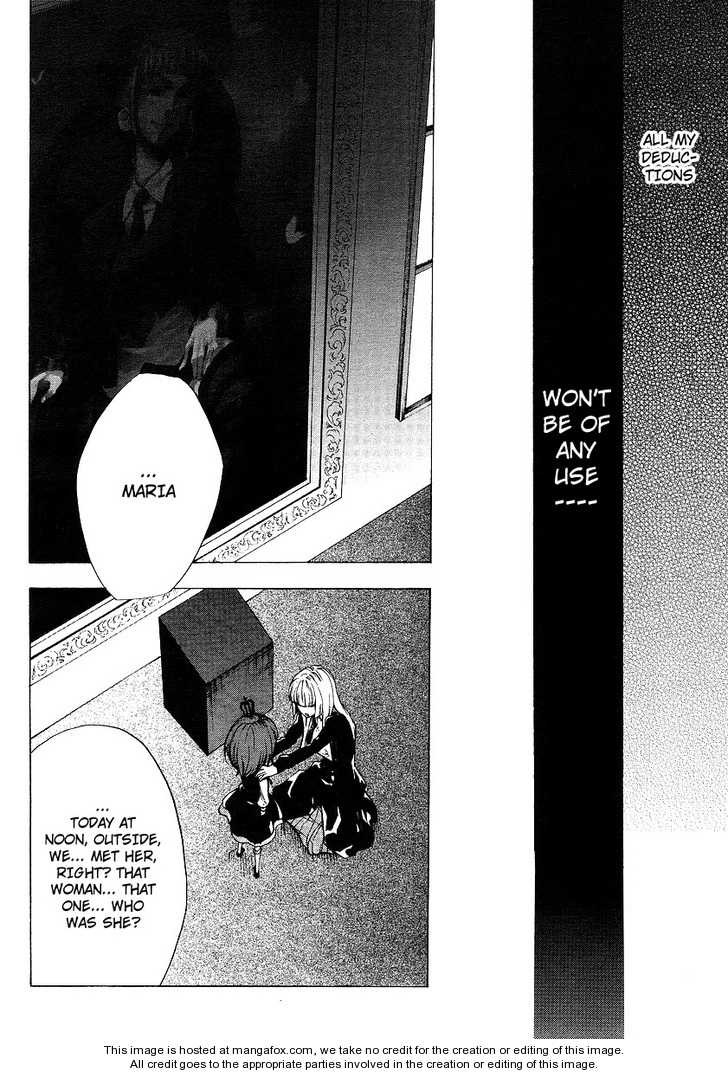 ALL MY
DEDUC-
TIONS
WON'T
BE OF
ANY
USE
----
...
MARIA
...
TODAY AT
NOON, OUTSIDE,
WE... MET HER,
RIGHT? THAT
WOMAN... THAT
ONE... WHO
WAS SHE?
This image is hosted at mangafox.com, we take no credit for the creation or editing of this image.
All credit goes to the appropriate parties involved in the creation or editing of this image.